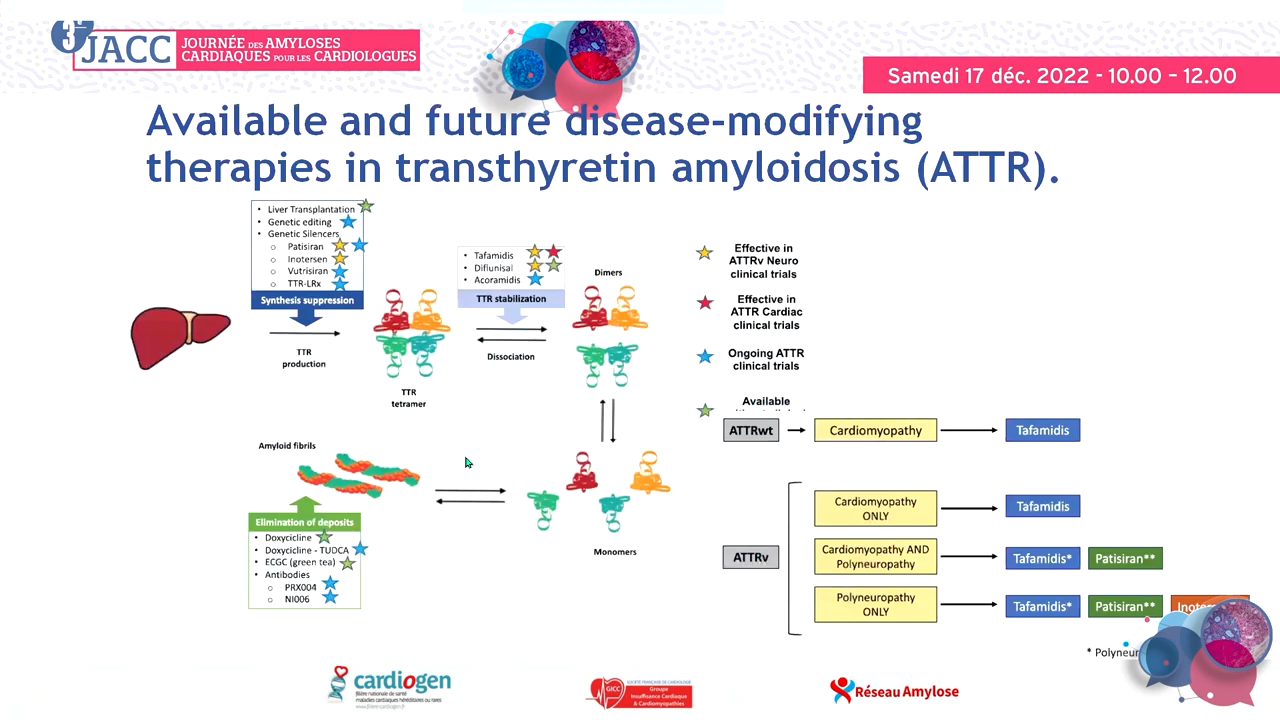 3
JACC
JOURNÉE DES AMYLOSES
CARDIAQUES POUR LES CARDIOLOGUES
Samedi 17 déc. 2022 - 10.00 – 12.00
Available and future disease-modifying
therapies in transthyretin amyloidosis (ATTR).
• Liver Transplantation
• Genetic editing
• Genetic Silencers
o Patisiran
o Inotersen
o Vutrisiran
o TTR-LRx
Synthesis suppression
TTR
production
TTR
tetramer
• Tafamidis
• Diflunisal
• Acoramidis
TTR stabilization
Dissociation
Dimers
Monomers
Amyloid fibrils
Elimination of deposits
• Doxycicline
• Doxycicline - TUDCA
• ECGC (green tea)
• Antibodies
o PRX004
o NI006
Effective in
ATTRv Neuro
clinical trials
Effective in
ATTR Cardiac
clinical trials
Ongoing ATTR
clinical trials
Available
ATTRwt
Cardiomyopathy
Tafamidis
ATTRv
Cardiomyopathy
ONLY
Tafamidis
Cardiomyopathy AND
Polyneuropathy
Tafamidis*
Patisiran**
Polyneuropathy
ONLY
Tafamidis*
Patisiran**
* Polyneur
cardiogen
filière nationale de santé
maladies cardiaques héréditaires ou rares
www.filiere-cardiogen.fr
GICC
SOCIÉTÉ FRANÇAISE DE CARDIOLOGIE
Groupe
Insuffisance Cardiaque
& Cardiomyopathies
Réseau Amylose